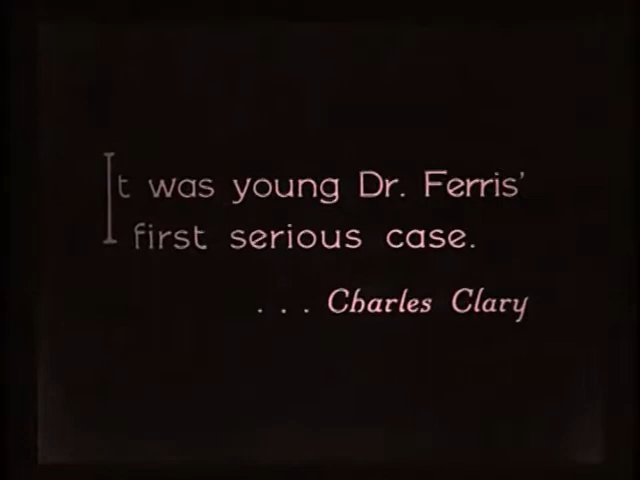 It was young Dr. Ferris'
first serious case.
. . . Charles Clary